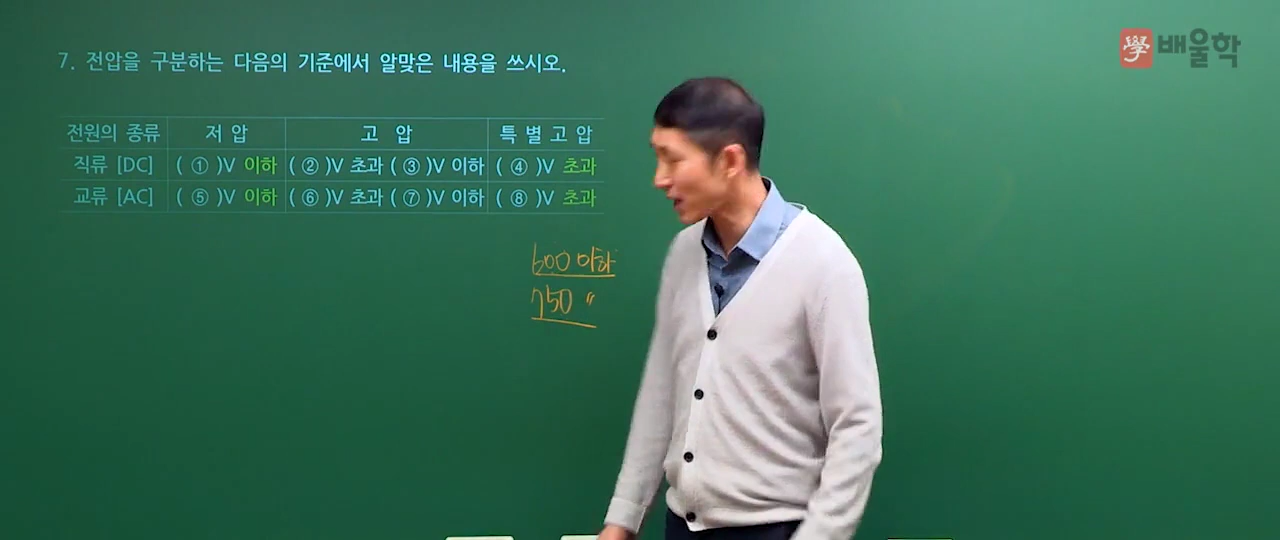 學 배울학
7. 전압을 구분하는 다음의 기준에서 알맞은 내용을 쓰시오.
전원의 종류 저 압 고 압 특 별 고 압
직류 [DC] ( ① )V 이하 ( ② )V 초과 ( ③ )V 이하 ( ④ )V 초과
교류 [AC] ( ⑤ )V 이하 ( ⑥ )V 초과 ( ⑦ )V 이하 ( ⑧ )V 초과
600 이하
750 〃